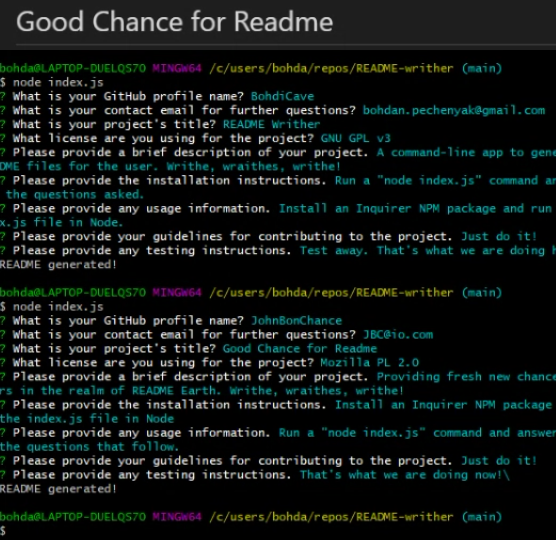 Good Chance for Readme
bohda@LAPTOP-DUELQS70 MINGW64 /c/users/bohda/repos/README-writher (main)
$ node index.js
? What is your GitHub profile name? BohdiCave
? What is your contact email for further questions? bohdan.pechenyak@gmail.com
? What is your project's title? README Writher
? What license are you using for the project? GNU GPL v3
? Please provide a brief description of your project. A command-line app to gene
DME files for the user. Writhe, wraithes, writhe!
? Please provide the installation instructions. Run a "node index.js" command an
 the questions asked.
? Please provide any usage information. Install an Inquirer NPM package and run
x.js file in Node.
? Please provide your guidelines for contributing to the project. Just do it!
? Please provide any testing instructions. Test away. That's what we are doing h
README generated!
bohda@LAPTOP-DUELQS70 MINGW64 /c/users/bohda/repos/README-writher (main)
$ node index.js
? What is your GitHub profile name? JohnBonChance
? What is your contact email for further questions? JBC@io.com
? What is your project's title? Good Chance for Readme
? What license are you using for the project? Mozilla PL 2.0
? Please provide a brief description of your project. Providing fresh new chance
rs in the realm of README Earth. Writhe, wraithes, writhe!
? Please provide the installation instructions. Install an Inquirer NPM package
the index.js file in Node
? Please provide any usage information. Run a "node index.js" command and answer
the questions that follow.
? Please provide your guidelines for contributing to the project. Just do it!
? Please provide any testing instructions. That's what we are doing now!\
README generated!
bohda@LAPTOP-DUELQS70 MINGW64 /c/users/bohda/repos/README-writher (main)
$